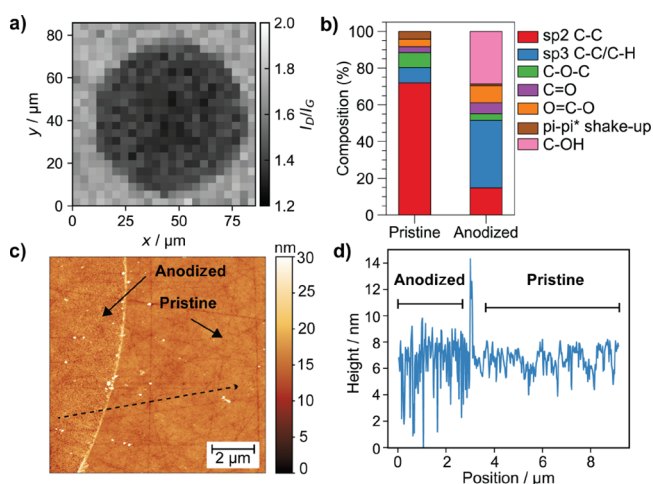 a)
80
60
40
20
0
y / µm
0 25 50 75
x / µm
2.0
1.8
1.6
1.4
1.2
I_D/I_G
b)
100
80
60
40
20
0
Composition (%)
Pristine Anodized
sp2 C-C
sp3 C-C/C-H
C-O-C
C=O
O=C-O
pi-pi* shake-up
C-OH
c)
Anodized
Pristine
2 µm
nm
30
25
20
15
10
5
0
d)
14
12
10
8
6
4
2
0
Height / nm
Anodized Pristine
0 2 4 6 8
Position / µm